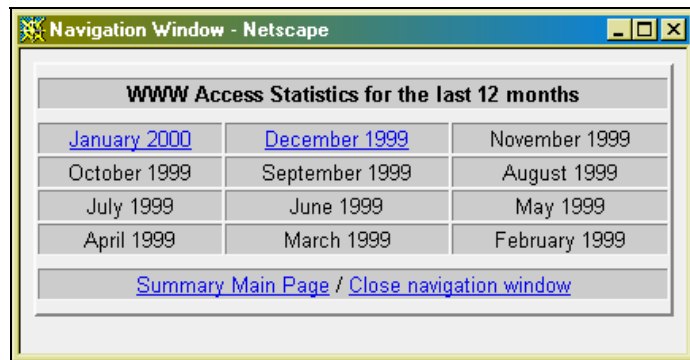 Navigation Window - Netscape
WWW Access Statistics for the last 12 months
January 2000 December 1999 November 1999
October 1999 September 1999 August 1999
July 1999 June 1999 May 1999
April 1999 March 1999 February 1999
Summary Main Page / Close navigation window